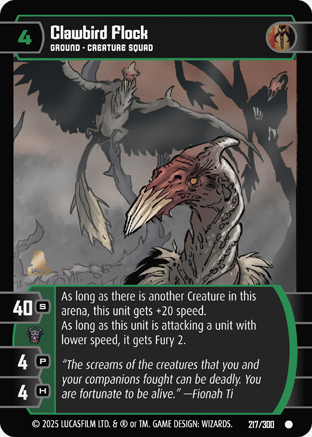 4
Clawbird Flock
GROUND - CREATURE SQUAD
40 S
4 P
4 H
As long as there is another Creature in this
arena, this unit gets +20 speed.
As long as this unit is attacking a unit with
lower speed, it gets Fury 2.
“The screams of the creatures that you and
your companions fought can be deadly. You
are fortunate to be alive.” —Fionah Ti
© 2025 LUCASFILM LTD. & ® or TM. GAME DESIGN: WIZARDS.
217/300